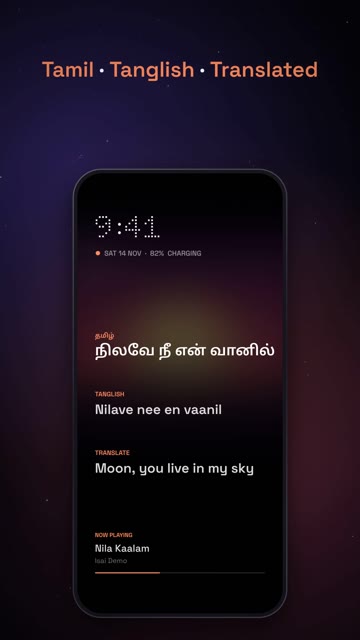 Tamil · Tanglish · Translated
9:41
SAT 14 NOV · 82% CHARGING
தமிழ்
நிலவே நீ என் வானில்
TANGLISH
Nilave nee en vaanil
TRANSLATE
Moon, you live in my sky
NOW PLAYING
Nila Kaalam
Isai Demo